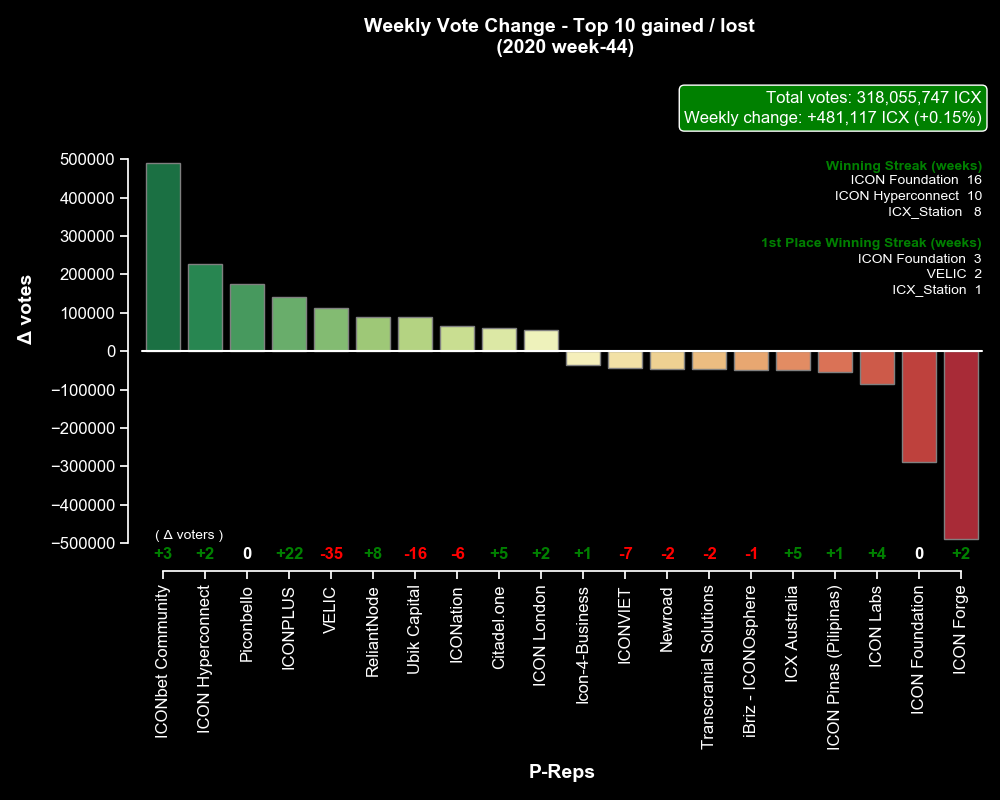 Weekly Vote Change - Top 10 gained / lost
(2020 week-44)
Total votes: 318,055,747 ICX
Weekly change: +481,117 ICX (+0.15%)
Winning Streak (weeks)
ICON Foundation 16
ICON Hyperconnect 10
ICX_Station 8
1st Place Winning Streak (weeks)
ICON Foundation 3
VELIC 2
ICX_Station 1
Δ votes
500000
400000
300000
200000
100000
0
−100000
−200000
−300000
−400000
−500000
( Δ voters )
+3 +2 0 +22 -35 +8 -16 -6 +5 +2 +1 -7 -2 -2 -1 +5 +1 +4 0 +2
ICONbet Community
ICON Hyperconnect
Piconbello
ICONPLUS
VELIC
ReliantNode
Ubik Capital
ICONation
Citadel.one
ICON London
Icon-4-Business
ICONVIET
Newroad
Transcranial Solutions
iBriz - ICONOsphere
ICX Australia
ICON Pinas (Pilipinas)
ICON Labs
ICON Foundation
ICON Forge
P-Reps